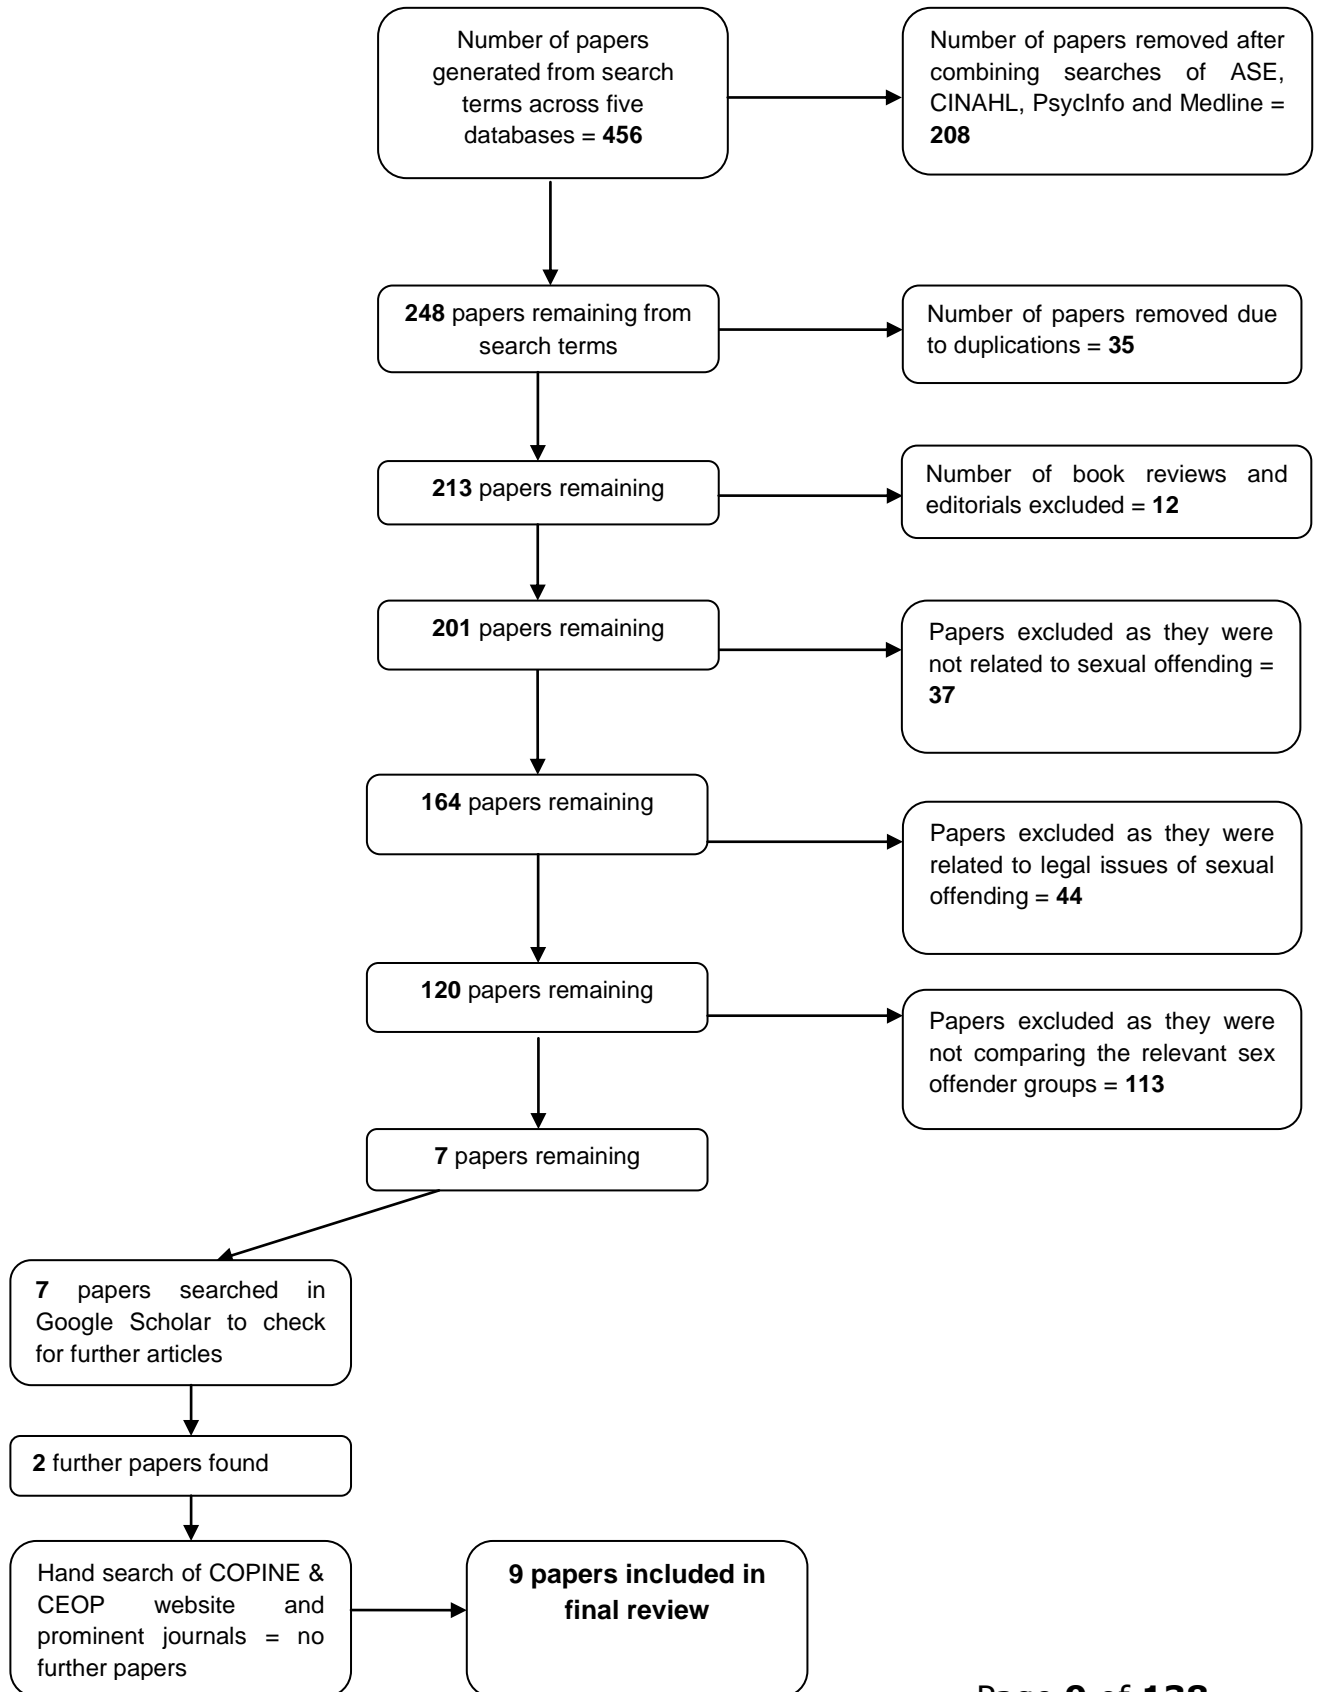 Number of papers
generated from search
terms across five
databases = 456
Number of papers removed after
combining searches of ASE,
CINAHL, PsycInfo and Medline =
208
248 papers remaining from
search terms
Number of papers removed due
to duplications = 35
213 papers remaining
Number of book reviews and
editorials excluded = 12
201 papers remaining
Papers excluded as they were
not related to sexual offending =
37
164 papers remaining
Papers excluded as they were
related to legal issues of sexual
offending = 44
120 papers remaining
Papers excluded as they were
not comparing the relevant sex
offender groups = 113
7 papers remaining
7 papers searched in
Google Scholar to check
for further articles
2 further papers found
Hand search of COPINE &
CEOP website and
prominent journals = no
further papers
9 papers included in
final review
Page 9 of 138